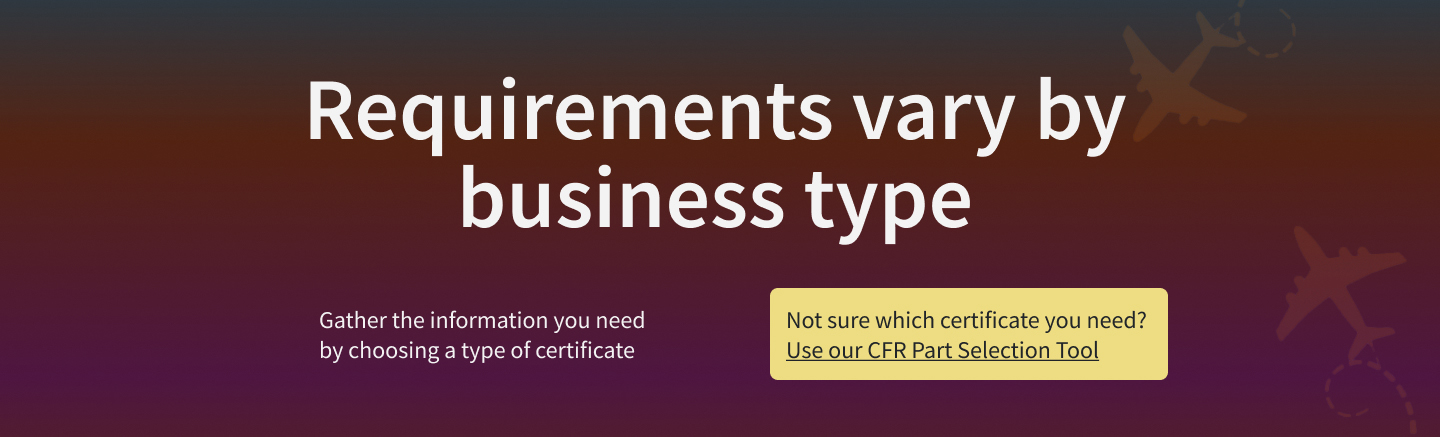 Requirements vary by
business type
Gather the information you need
by choosing a type of certificate
Not sure which certificate you need?
Use our CFR Part Selection Tool